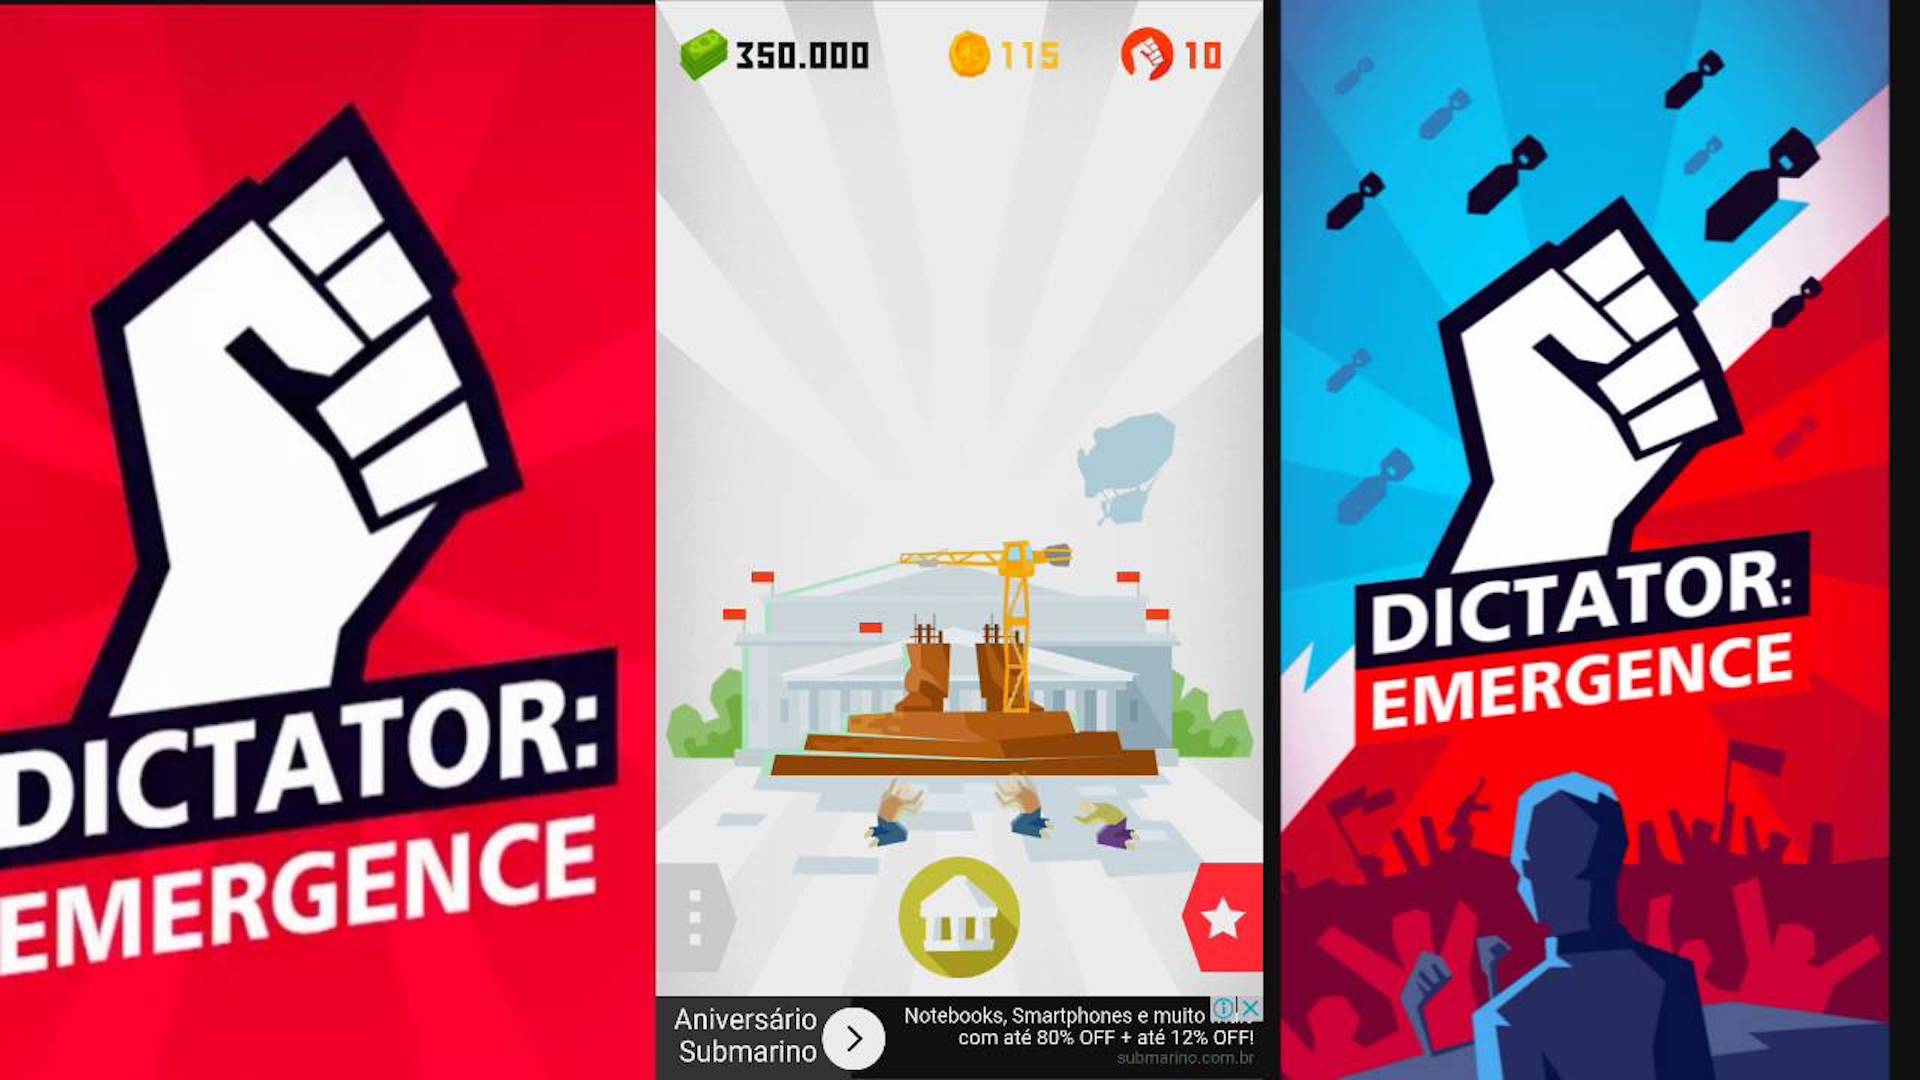 DICTATOR:
EMERGENCE
350.000
115
10
Aniversário
Submarino
Notebooks, Smartphones e muito
com até 80% OFF + até 12% OFF!
submarino.com.br
DICTATOR:
EMERGENCE